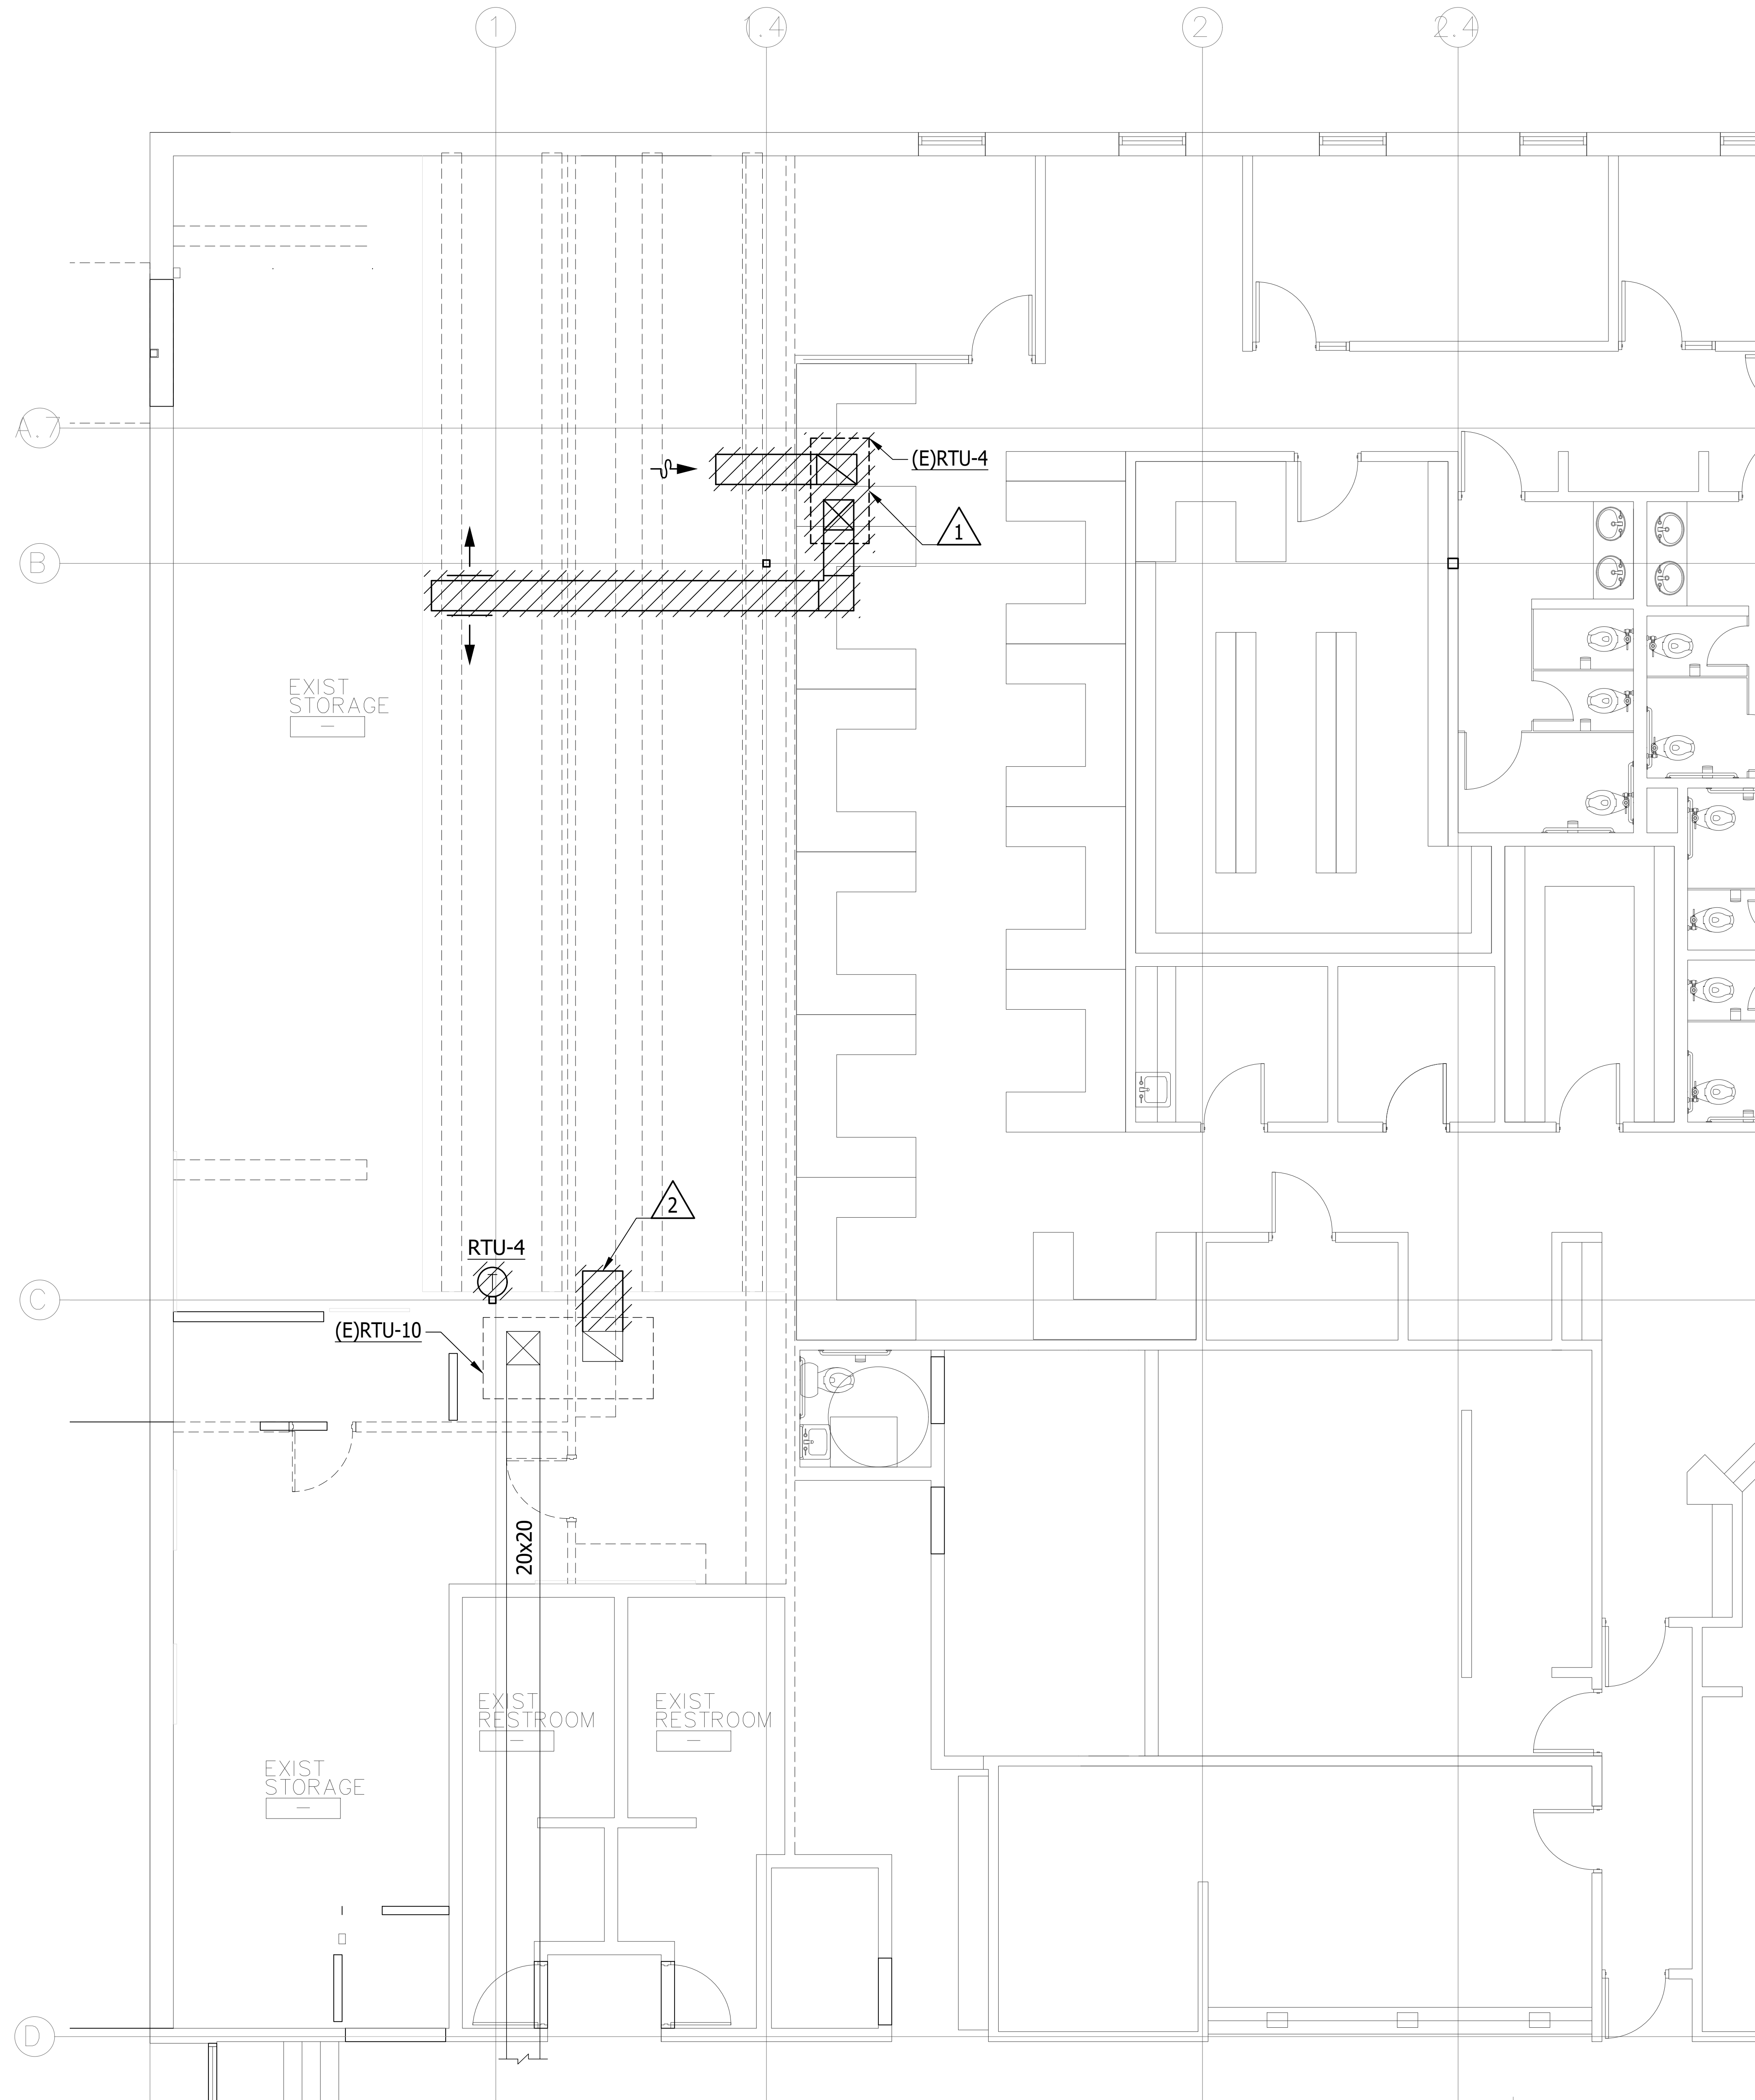 1
1.4
2
2.4
A.7
(E)RTU-4
1
B
EXIST
STORAGE
—
2
RTU-4
T
C
(E)RTU-10
20x20
EXIST
RESTROOM
—
EXIST
RESTROOM
—
EXIST
STORAGE
—
D